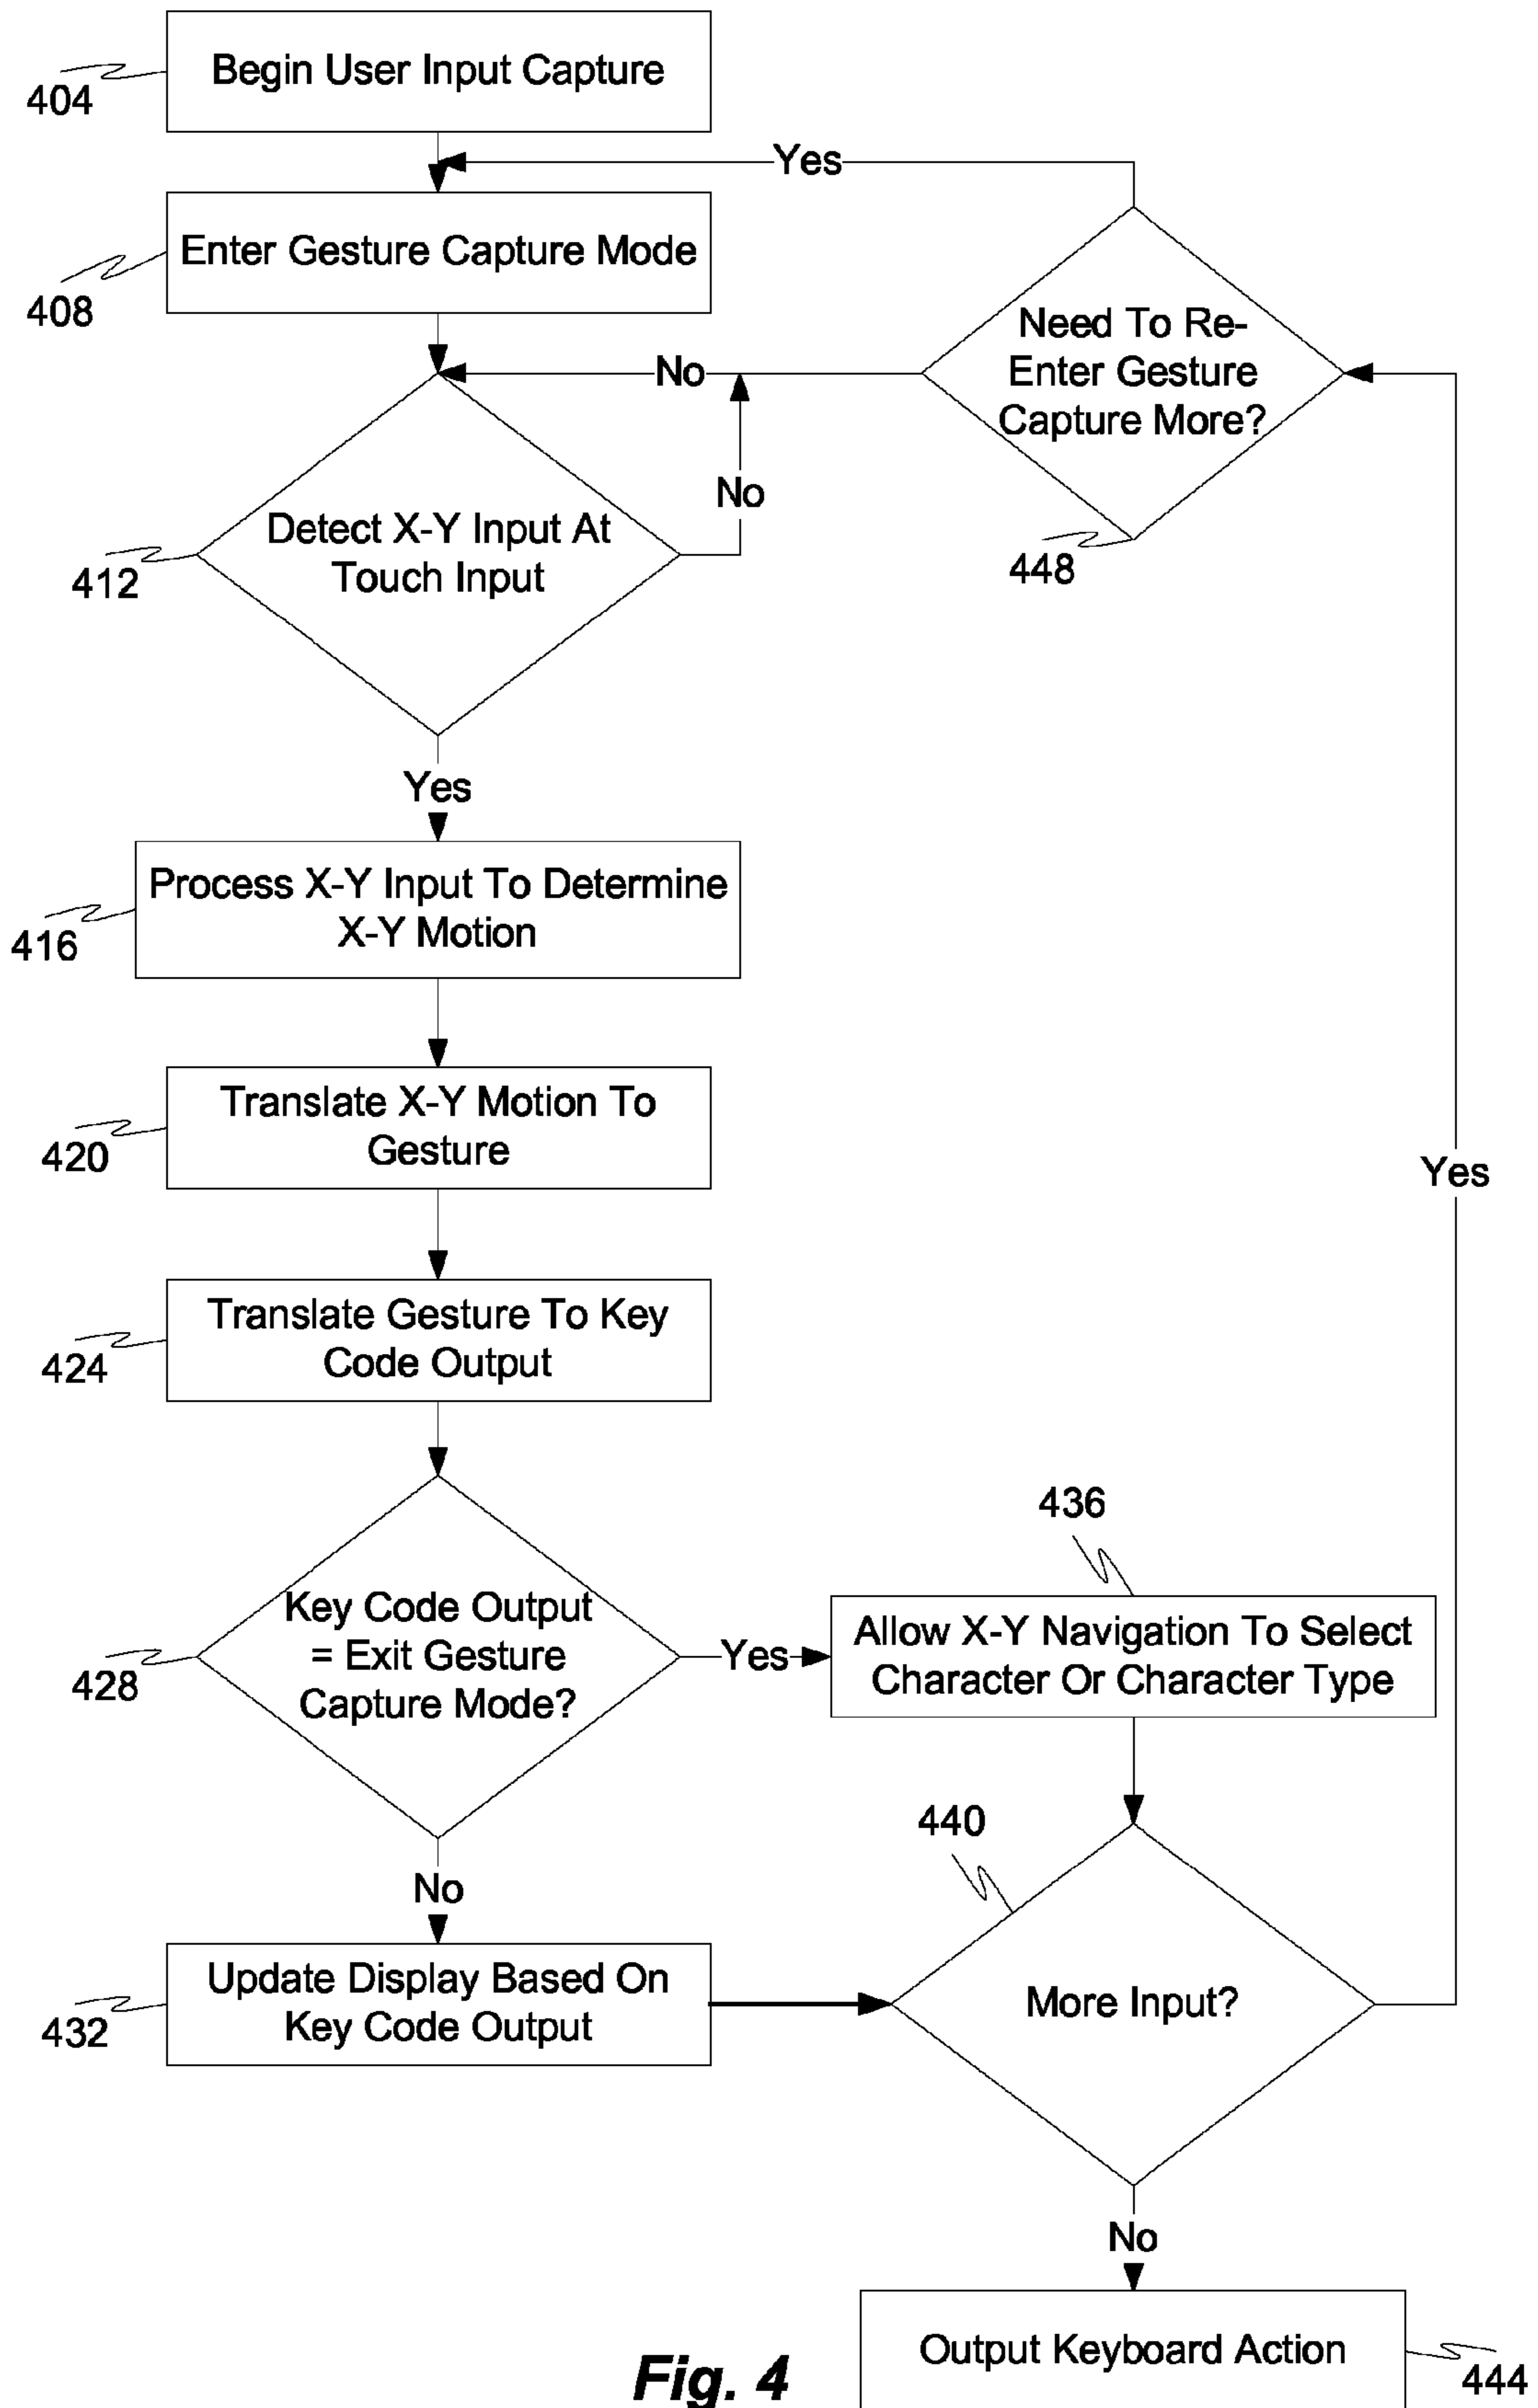 Begin User Input Capture
404
Yes
Enter Gesture Capture Mode
408
Need To Re-
Enter Gesture
Capture More?
448
No
No
Detect X-Y Input At
Touch Input
412
Yes
Process X-Y Input To Determine
X-Y Motion
416
Translate X-Y Motion To
Gesture
420
Yes
Translate Gesture To Key
Code Output
424
Key Code Output
= Exit Gesture
Capture Mode?
428
Yes
436
Allow X-Y Navigation To Select
Character Or Character Type
No
440
Update Display Based On
Key Code Output
432
More Input?
No
Output Keyboard Action
444
Fig. 4